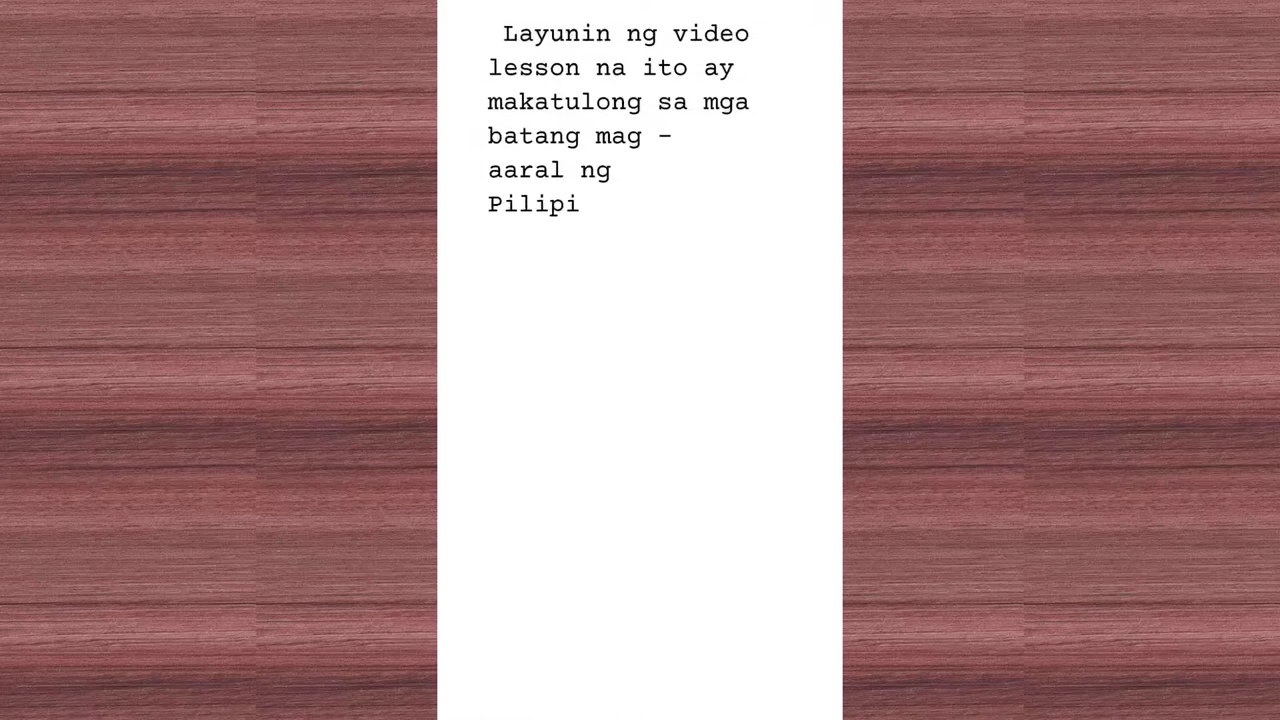 Layunin ng video
lesson na ito ay
makatulong sa mga
batang mag -
aaral ng
Pilipi